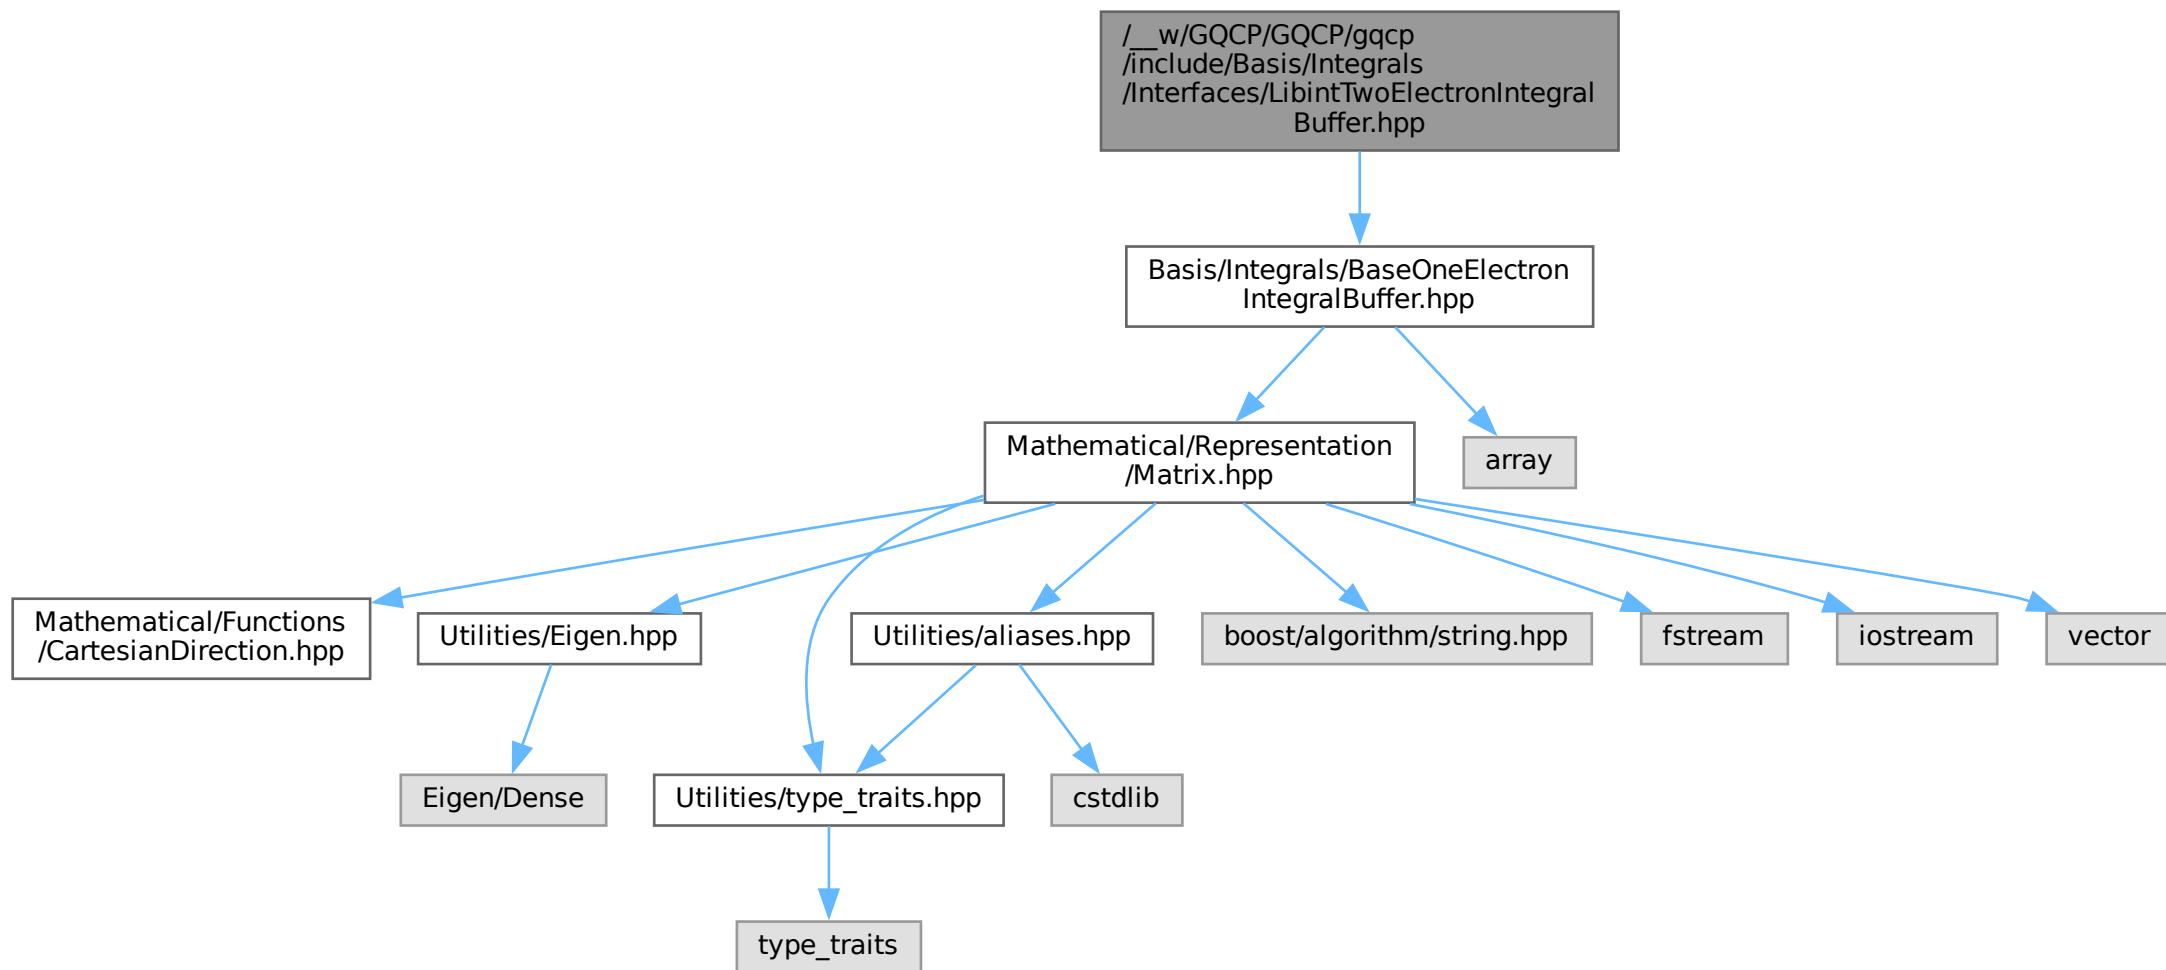 /__w/GQCP/GQCP/gqcp
/include/Basis/Integrals
/Interfaces/LibintTwoElectronIntegral
Buffer.hpp
Basis/Integrals/BaseOneElectron
IntegralBuffer.hpp
Mathematical/Representation
/Matrix.hpp
array
Mathematical/Functions
/CartesianDirection.hpp
Utilities/Eigen.hpp
Utilities/aliases.hpp
boost/algorithm/string.hpp
fstream
iostream
vector
Eigen/Dense
Utilities/type_traits.hpp
cstdlib
type_traits